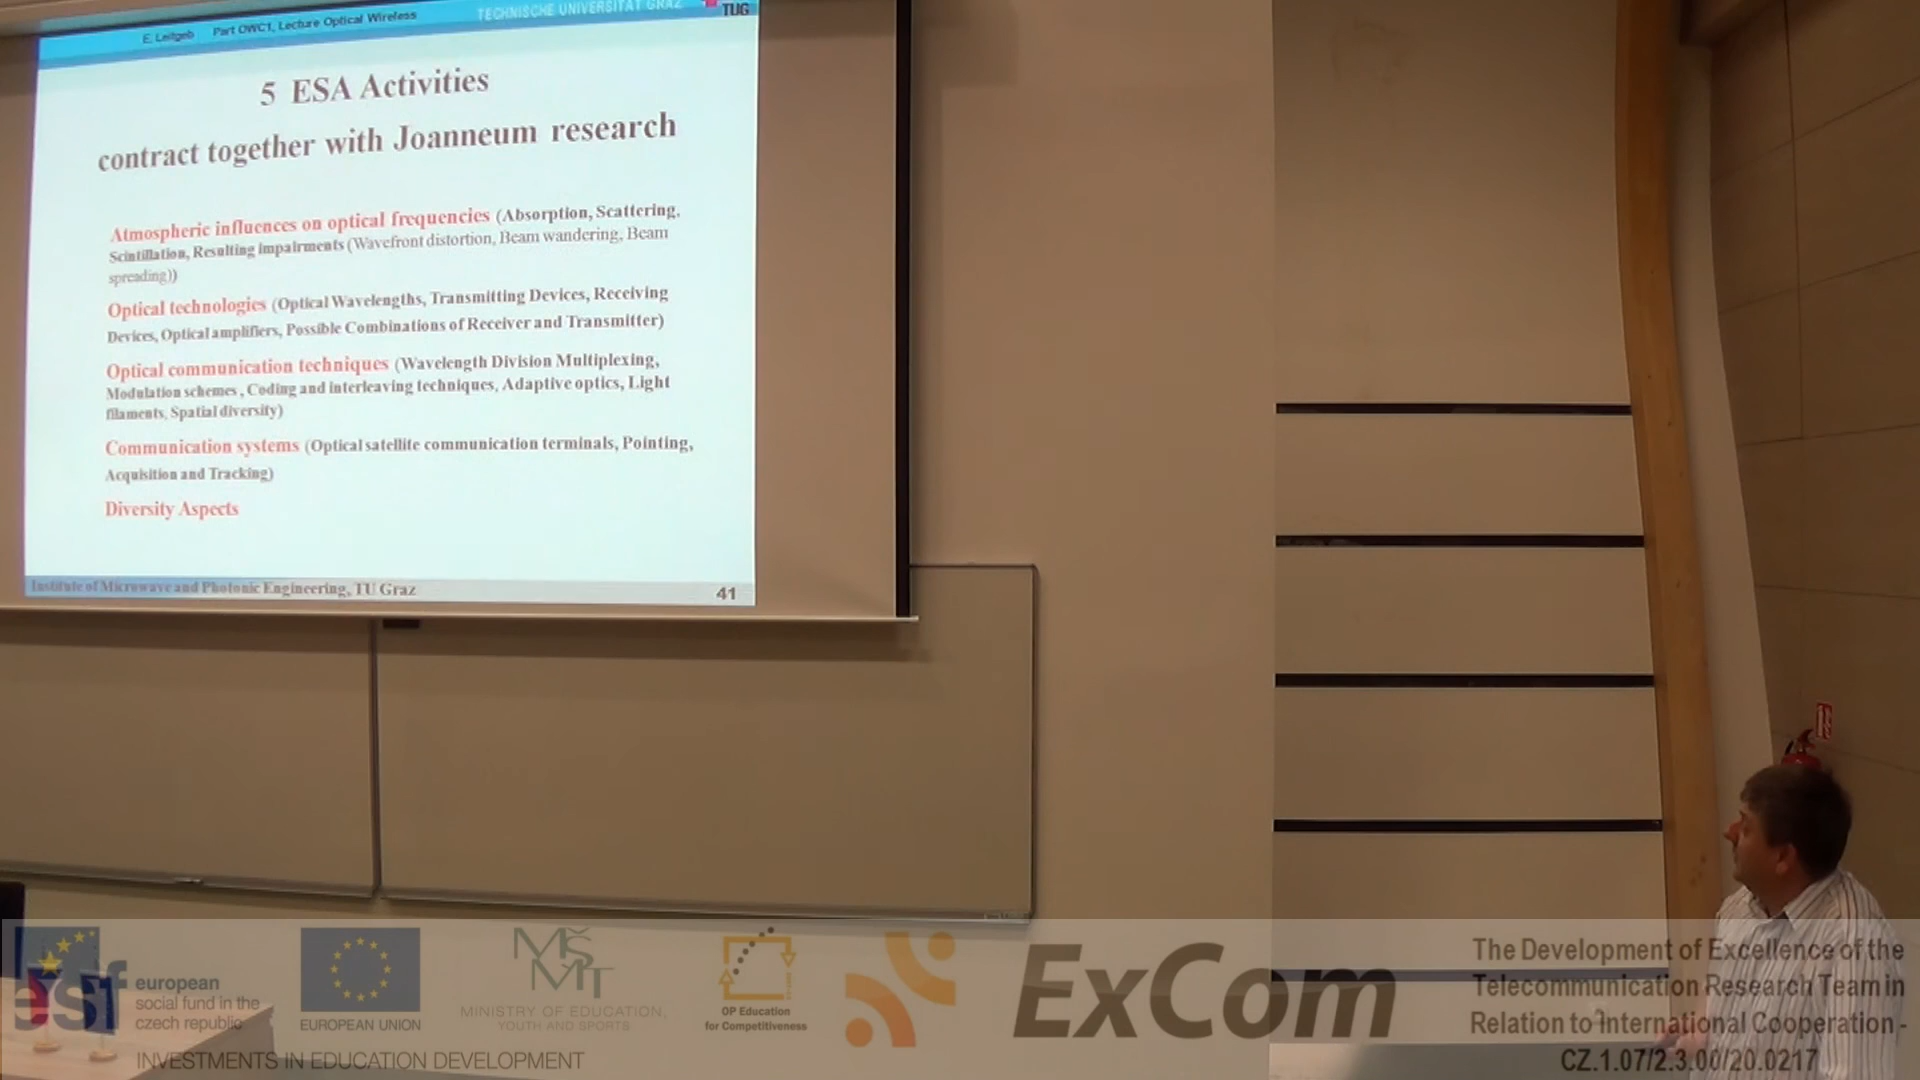 E. Leitgeb Part OWC1, Lecture Optical Wireless
TECHNISCHE UNIVERSITÄT GRAZ
TUG
5 ESA Activities
contract together with Joanneum research
Atmospheric influences on optical frequencies (Absorption, Scattering,
Scintillation, Resulting impairments (Wavefront distortion, Beam wandering, Beam
spreading))
Optical technologies (Optical Wavelengths, Transmitting Devices, Receiving
Devices, Optical amplifiers, Possible Combinations of Receiver and Transmitter)
Optical communication techniques (Wavelength Division Multiplexing,
Modulation schemes , Coding and interleaving techniques, Adaptive optics, Light
filaments, Spatial diversity)
Communication systems (Optical satellite communication terminals, Pointing,
Acquisition and Tracking)
Diversity Aspects
Institute of Microwave and Photonic Engineering, TU Graz
41
esf
european
social fund in the
czech republic
EUROPEAN UNION
MŠMT
MINISTRY OF EDUCATION,
YOUTH AND SPORTS
OP Education
for Competitiveness
INVESTMENTS IN EDUCATION DEVELOPMENT
ExCom
The Development of Excellence of the
Telecommunication Research Team in
Relation to International Cooperation -
CZ.1.07/2.3.00/20.0217